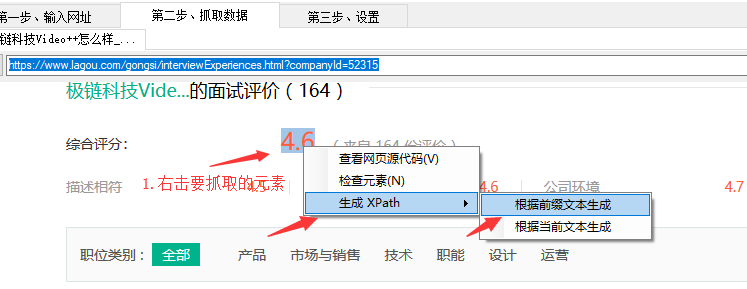 第一步、输入网址 第二步、抓取数据 第三步、设置
链科技Video++怎么样_...
https://www.lagou.com/gongsi/interviewExperiences.html?companyId=52315
极链科技Vide...的面试评价（164）
综合评分： 4.6 （来自 164 份评价）
查看网页源代码(V)
检查元素(N)
1. 右击要抓取的元素
描述相符 4.5 4.6 公司环境 4.7
生成 XPath 根据前缀文本生成
根据当前文本生成
职位类别： 全部 产品 市场与销售 技术 职能 设计 运营